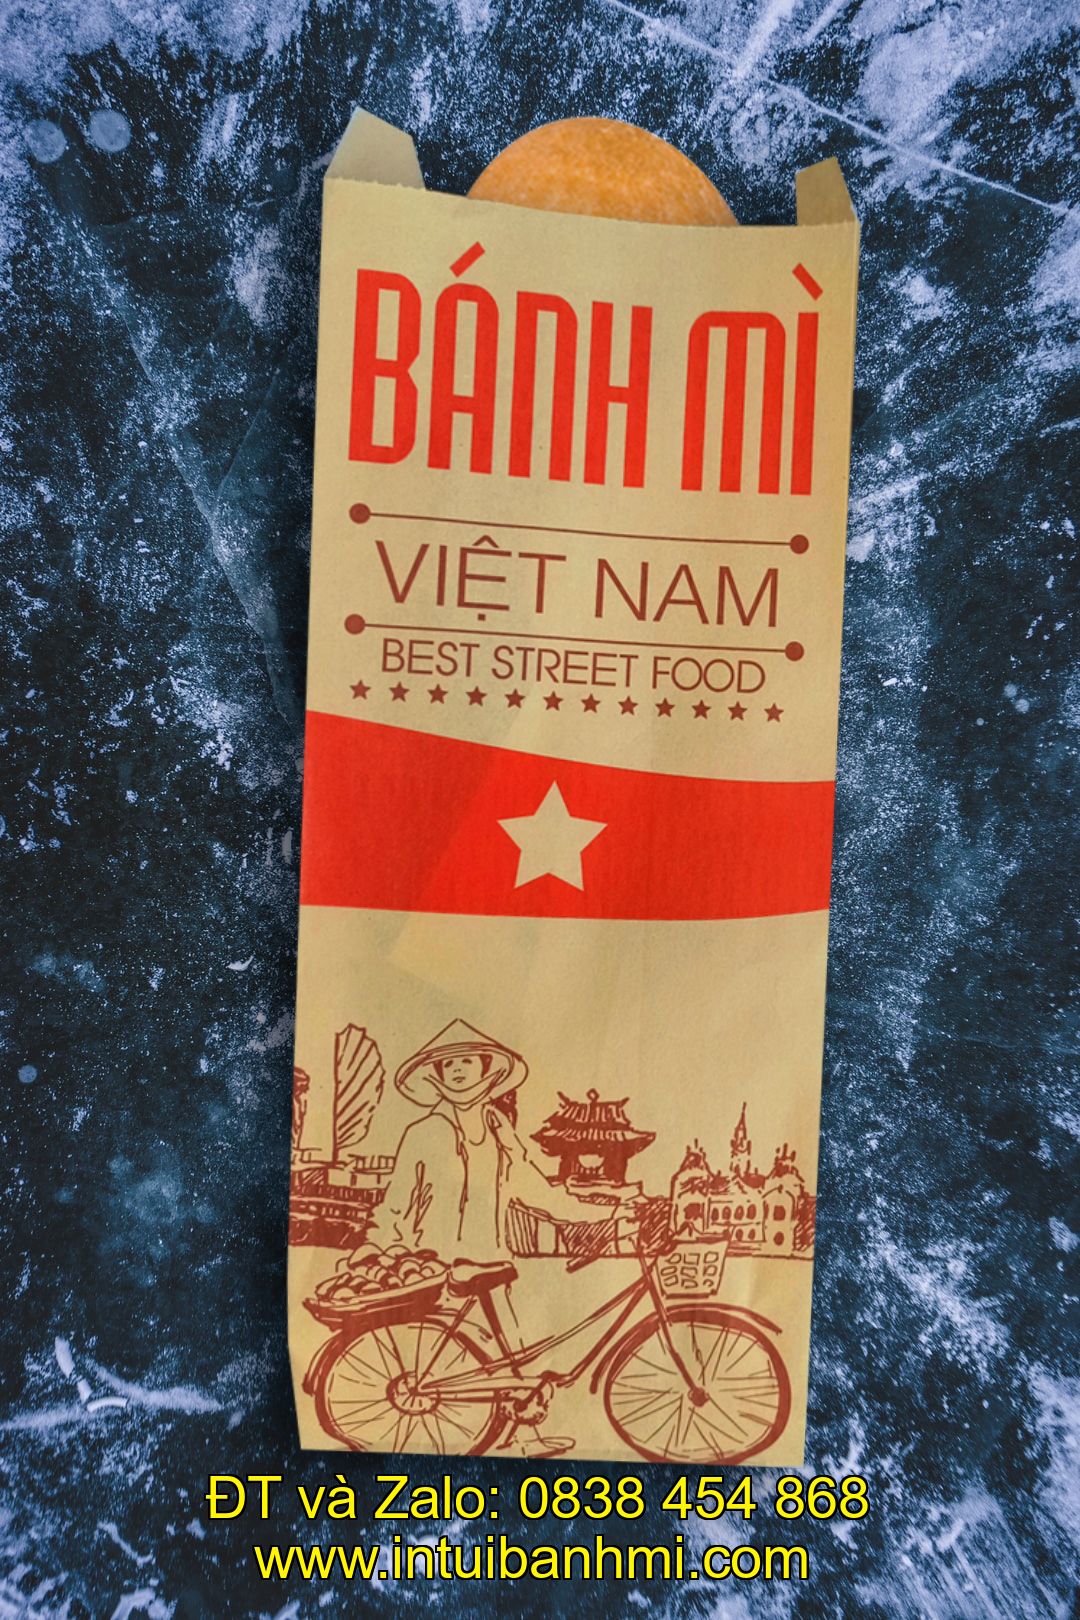 BÁNH MÌ
VIỆT NAM
BEST STREET FOOD
ĐT và Zalo: 0838 454 868
www.intuibanhmi.com